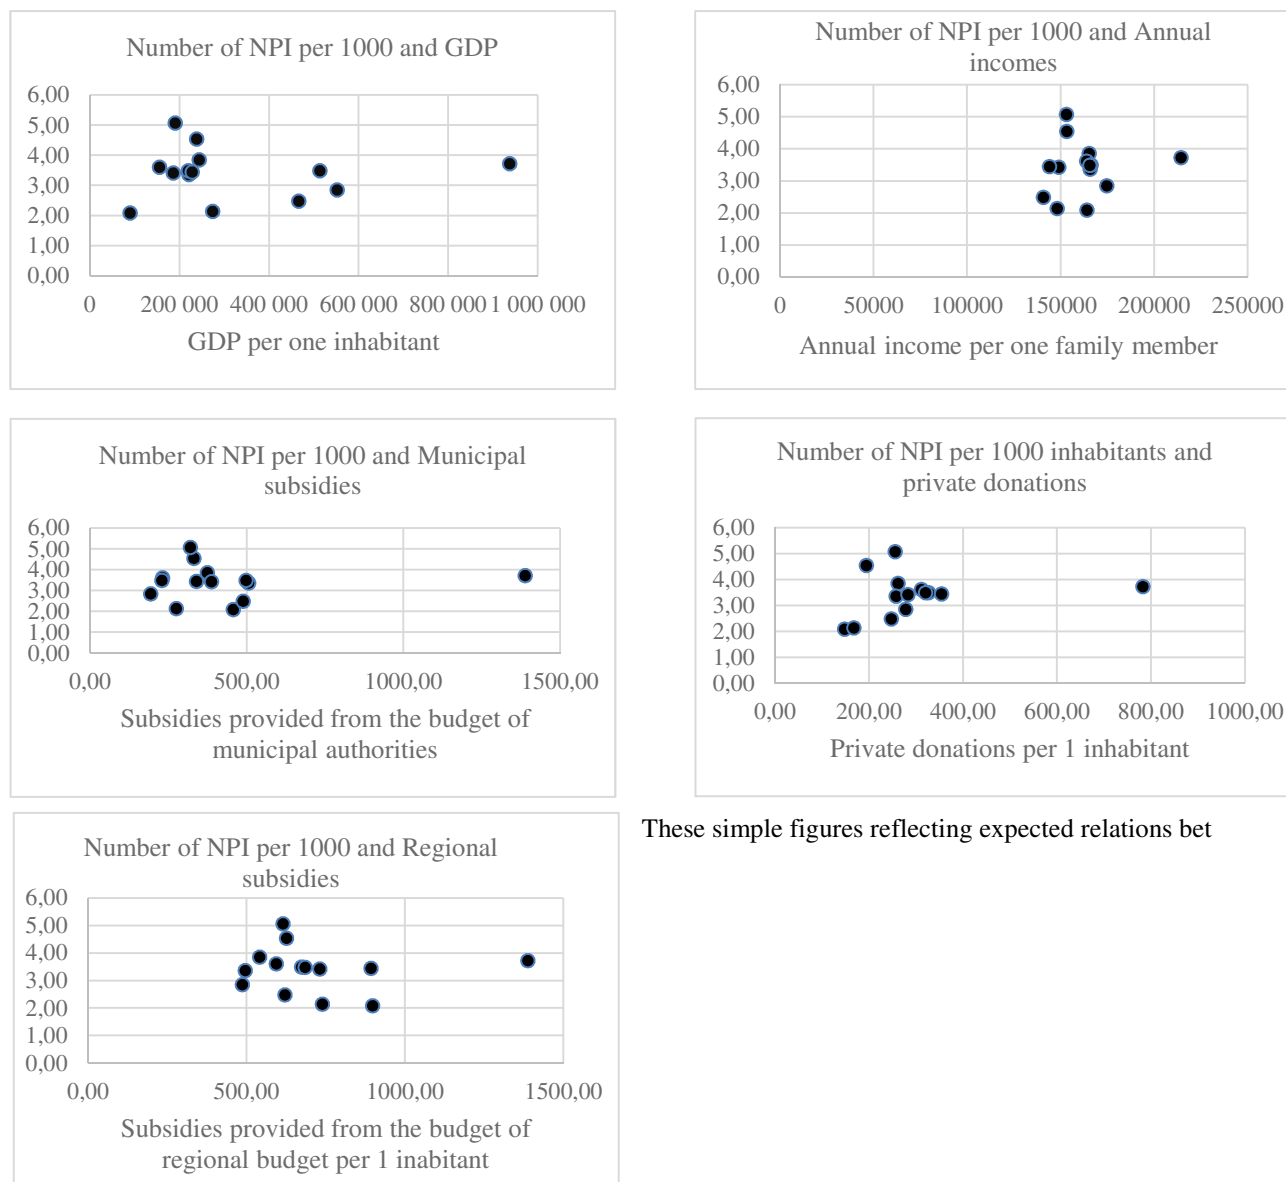 Number of NPI per 1000 and GDP
6,00
5,00
4,00
3,00
2,00
1,00
0,00
0 200 000 400 000 600 000 800 000 1 000 000
GDP per one inhabitant
Number of NPI per 1000 and Annual
incomes
6,00
5,00
4,00
3,00
2,00
1,00
0,00
0 50000 100000 150000 200000 250000
Annual income per one family member
Number of NPI per 1000 and Municipal
subsidies
6,00
5,00
4,00
3,00
2,00
1,00
0,00
0,00 500,00 1000,00 1500,00
Subsidies provided from the budget of
municipal authorities
Number of NPI per 1000 inhabitants and
private donations
6,00
5,00
4,00
3,00
2,00
1,00
0,00
0,00 200,00 400,00 600,00 800,00 1000,00
Private donations per 1 inhabitant
Number of NPI per 1000 and Regional
subsidies
6,00
5,00
4,00
3,00
2,00
1,00
0,00
0,00 500,00 1000,00 1500,00
Subsidies provided from the budget of
regional budget per 1 inabitant
These simple figures reflecting expected relations bet